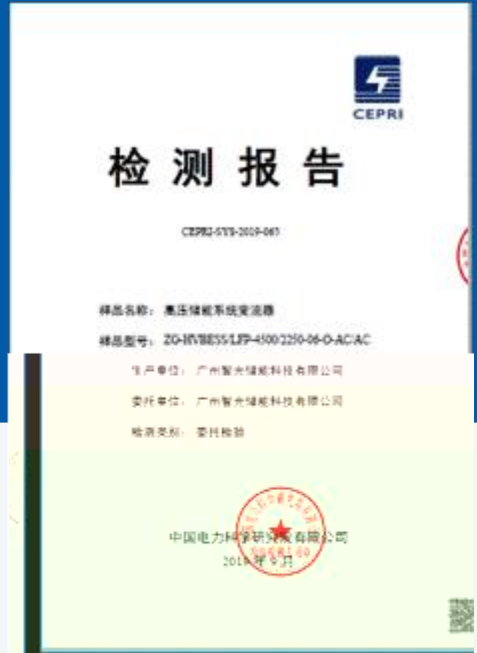 CEPRI
检测报告
样品名称： 高压储能系统变流器
样品型号： ZG-HVBESS/LFP-4500/2250-06-O-AC/AC
生产单位： 广州智光储能科技有限公司
委托单位： 广州智光储能科技有限公司
检测类别： 委托检验
中国电力科学研究院有限公司
2019年9月